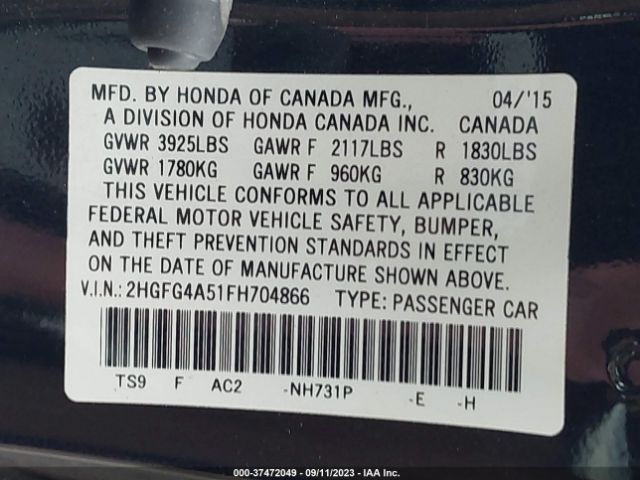 MFD. BY HONDA OF CANADA MFG., 04/'15
A DIVISION OF HONDA CANADA INC. CANADA
GVWR 3925LBS GAWR F 2117LBS R 1830LBS
GVWR 1780KG GAWR F 960KG R 830KG
THIS VEHICLE CONFORMS TO ALL APPLICABLE
FEDERAL MOTOR VEHICLE SAFETY, BUMPER,
AND THEFT PREVENTION STANDARDS IN EFFECT
ON THE DATE OF MANUFACTURE SHOWN ABOVE.
V.I.N.: 2HGFG4A51FH704866 TYPE: PASSENGER CAR
TS9 F AC2 -NH731P -E -H
000-37472049 - 09/11/2023 - IAA Inc.